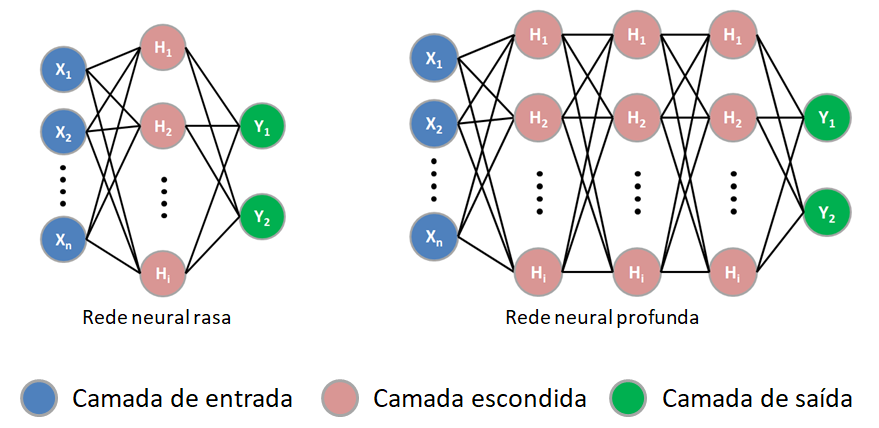 X1
X2
Xn
H1
H2
Hi
Y1
Y2
Rede neural rasa
X1
X2
Xn
H1 H1 H1
H2 H2 H2
Hi Hi Hi
Y1
Y2
Rede neural profunda
Camada de entrada
Camada escondida
Camada de saída